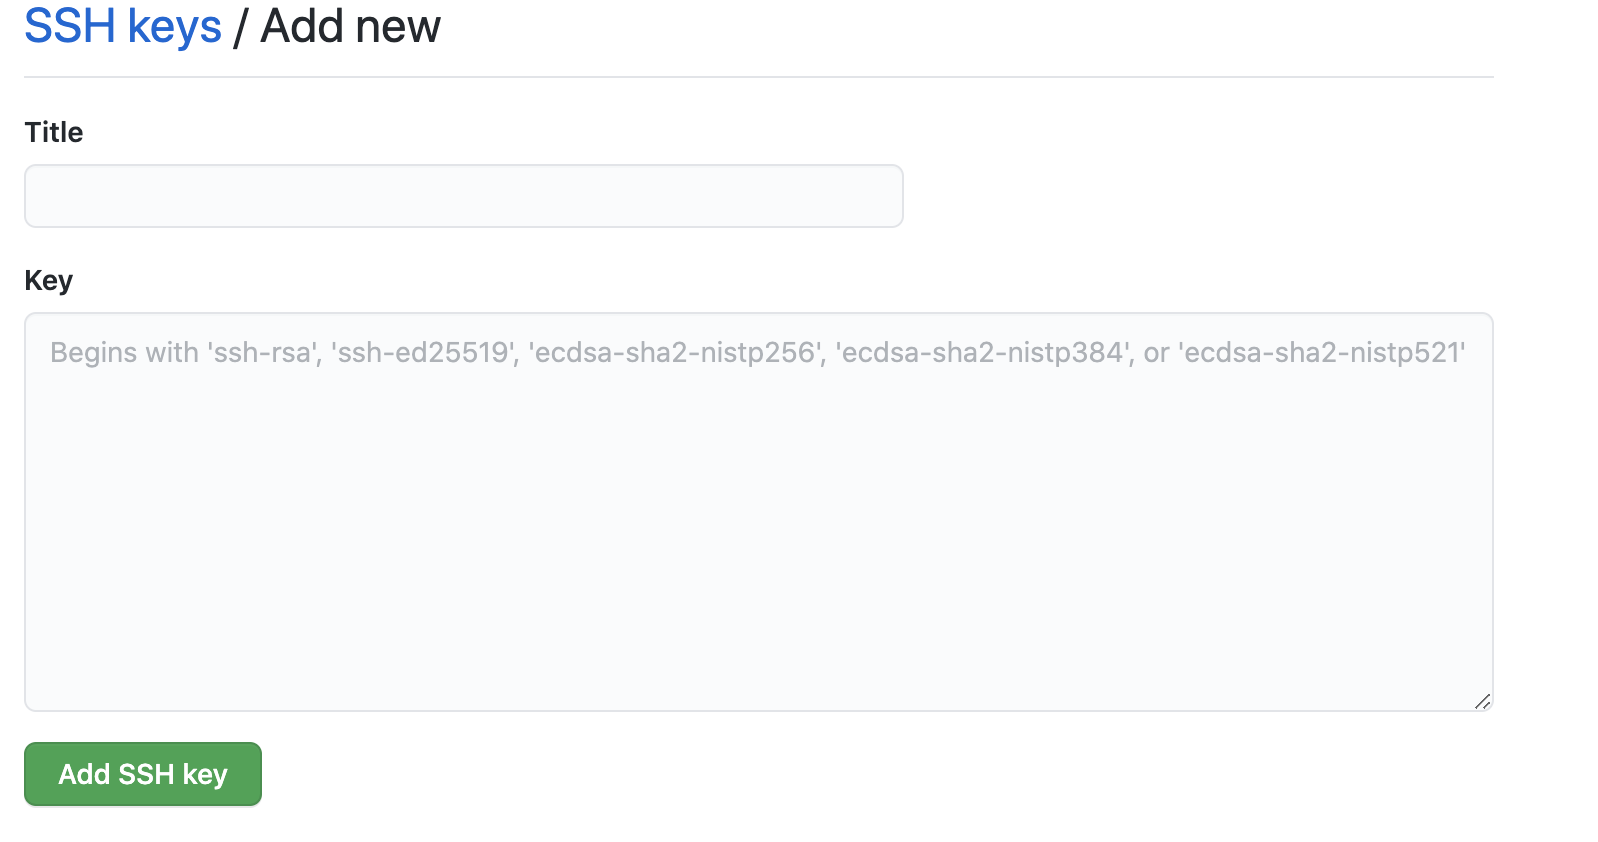 SSH keys / Add new
Title
Key
Begins with 'ssh-rsa', 'ssh-ed25519', 'ecdsa-sha2-nistp256', 'ecdsa-sha2-nistp384', or 'ecdsa-sha2-nistp521'
Add SSH key